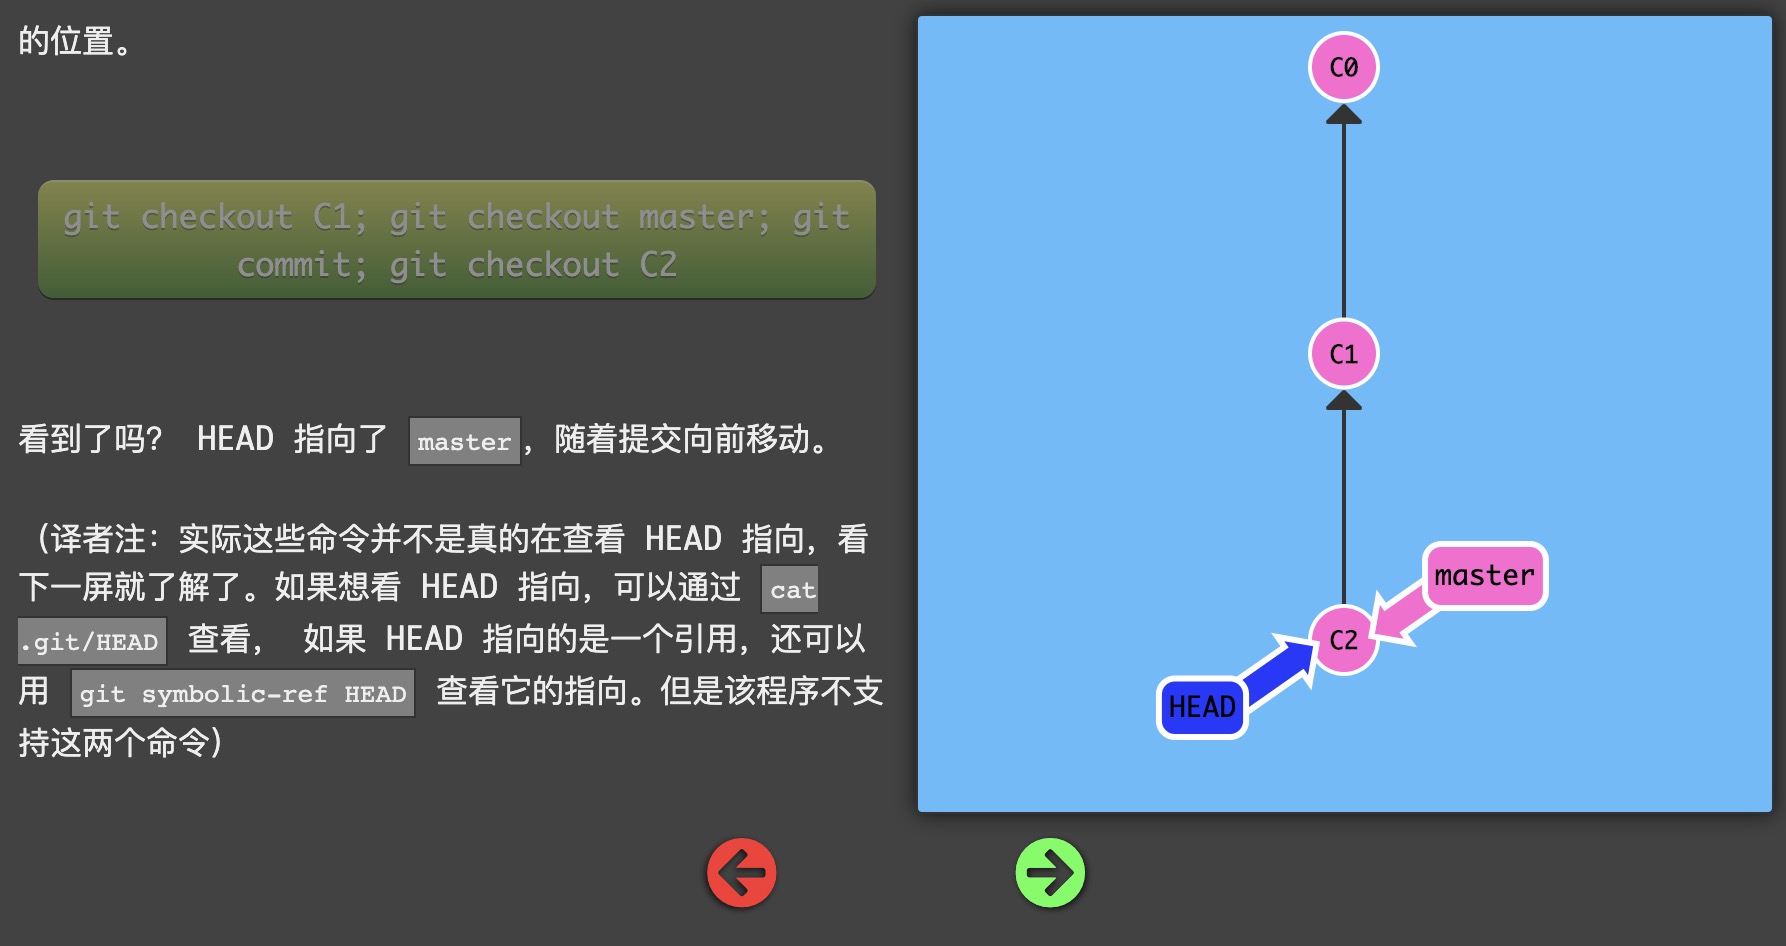 的位置。
git checkout C1; git checkout master; git
commit; git checkout C2
看到了吗? HEAD 指向了 master，随着提交向前移动。
（译者注：实际这些命令并不是真的在查看 HEAD 指向，看
下一屏就了解了。如果想看 HEAD 指向，可以通过 cat
.git/HEAD 查看， 如果 HEAD 指向的是一个引用，还可以
用 git symbolic-ref HEAD 查看它的指向。但是该程序不支
持这两个命令）
C0
C1
master
C2
HEAD